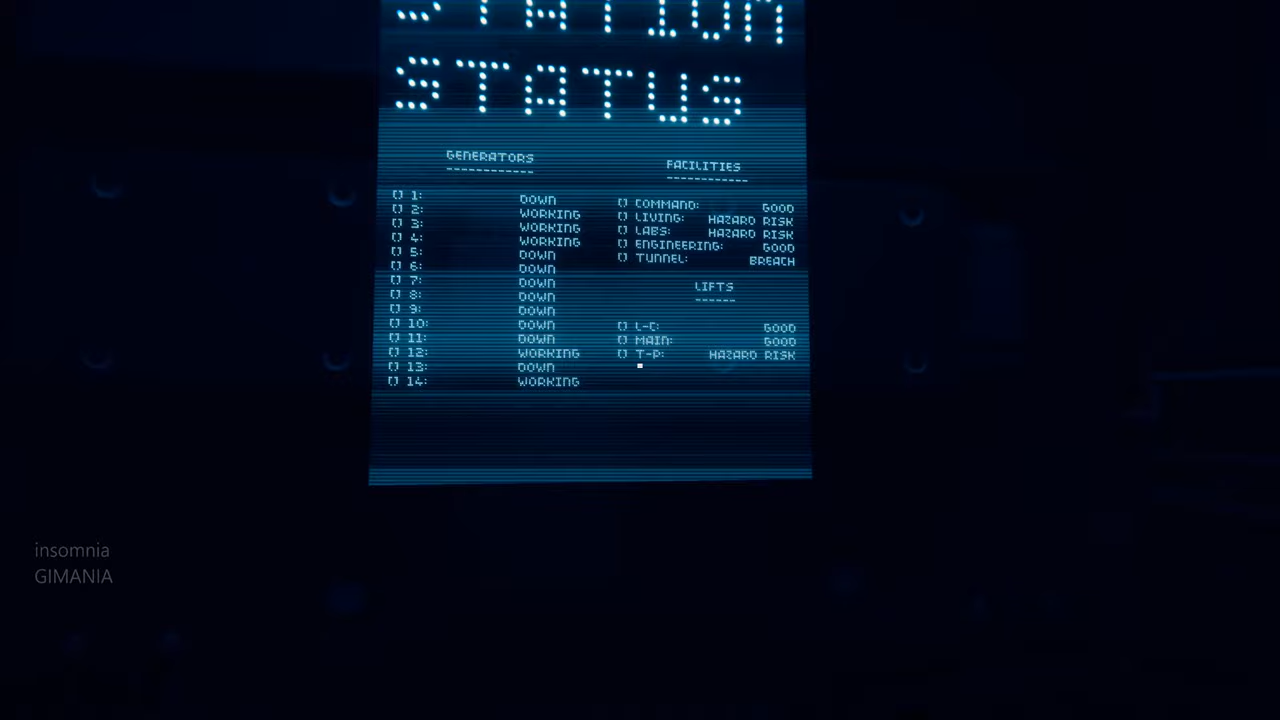 STATION
STATUS
GENERATORS
------------
[] 1: DOWN
[] 2: WORKING
[] 3: WORKING
[] 4: WORKING
[] 5: DOWN
[] 6: DOWN
[] 7: DOWN
[] 8: DOWN
[] 9: DOWN
[] 10: DOWN
[] 11: DOWN
[] 12: WORKING
[] 13: DOWN
[] 14: WORKING
FACILITIES
------------
[] COMMAND: GOOD
[] LIVING: HAZARD RISK
[] LABS: HAZARD RISK
[] ENGINEERING: GOOD
[] TUNNEL: BREACH
LIFTS
------
[] L-C: GOOD
[] MAIN: GOOD
[] T-P: HAZARD RISK
insomnia
GIMANIA